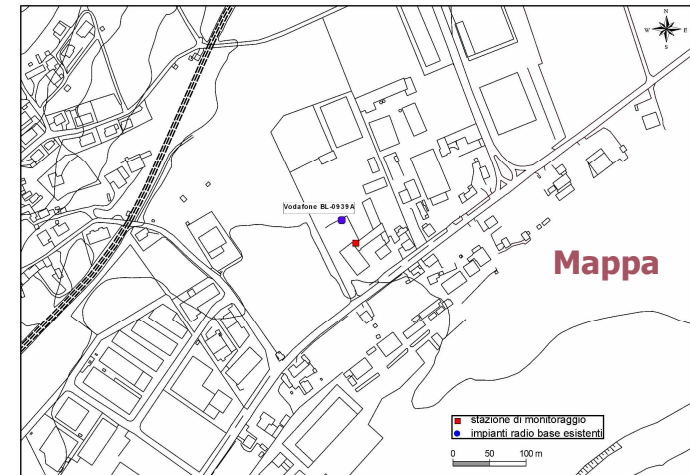 N
W E
S
Vodafone BL-0939A
Mappa
stazione di monitoraggio
impianti radio base esistenti
0 50 100 m